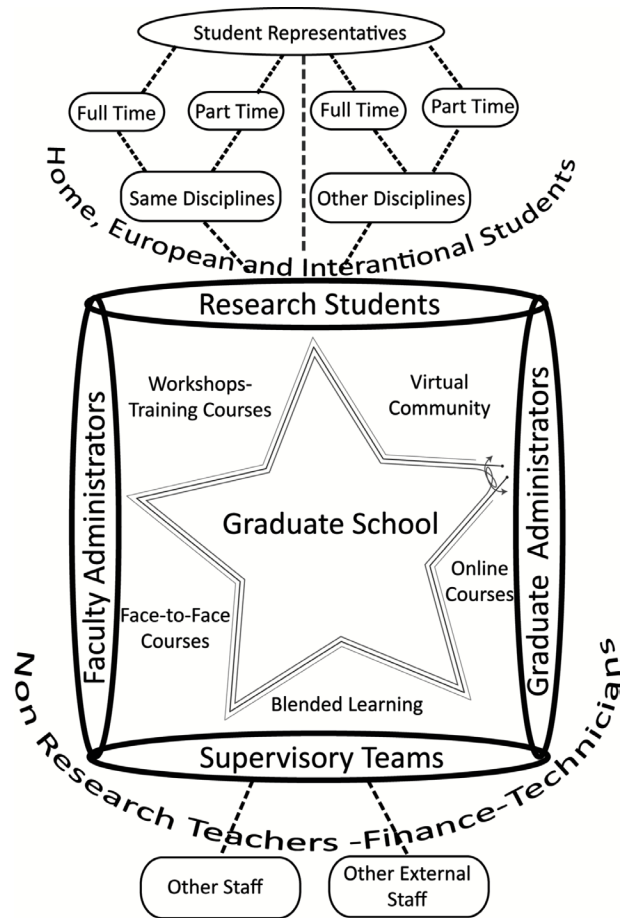 Student Representatives
Full Time
Part Time
Full Time
Part Time
Same Disciplines
Other Disciplines
Home, European and Interantional Students
Research Students
Faculty Administrators
Graduate Administrators
Workshops-
Training Courses
Virtual
Community
Graduate School
Online
Courses
Face-to-Face
Courses
Blended Learning
Supervisory Teams
Non Research Teachers -Finance-Technicians
Other Staff
Other External
Staff